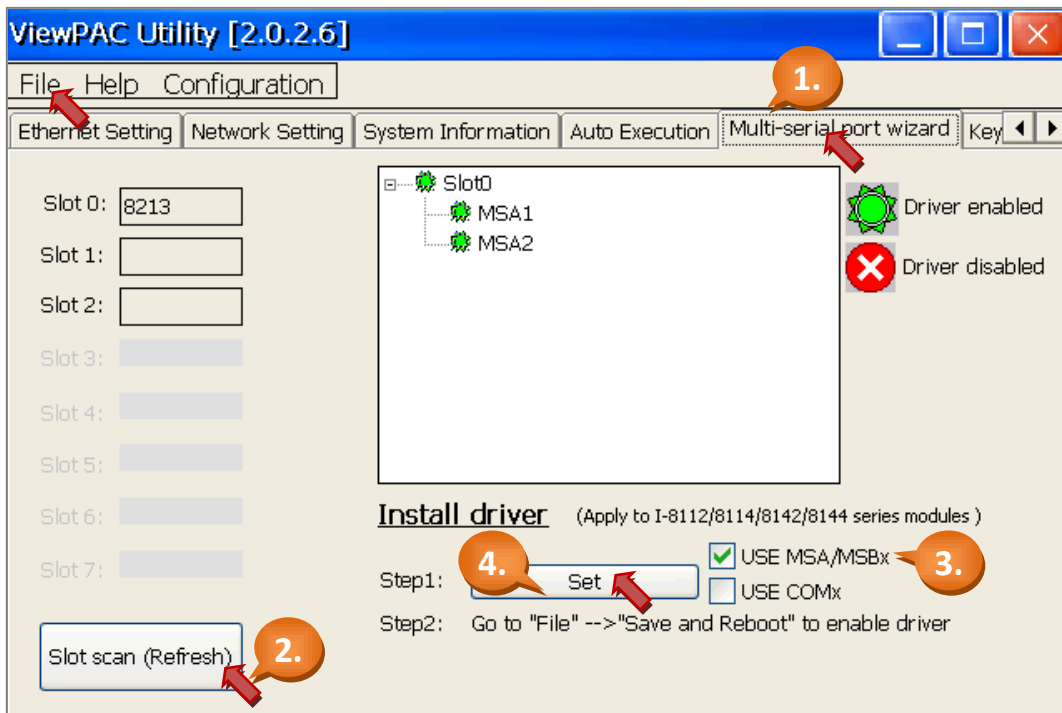 ViewPAC Utility [2.0.2.6]
File Help Configuration
1.
Ethernet Setting Network Setting System Information Auto Execution Multi-serial port wizard Key
Slot 0: 8213
Slot 1:
Slot 2:
Slot 3:
Slot 4:
Slot 5:
Slot 6:
Slot 7:
Slot scan (Refresh)
2.
Slot0
MSA1
MSA2
Driver enabled
Driver disabled
Install driver (Apply to I-8112/8114/8142/8144 series modules )
Step1: 4. Set
USE MSA/MSBx 3.
USE COMx
Step2: Go to "File" -->"Save and Reboot" to enable driver